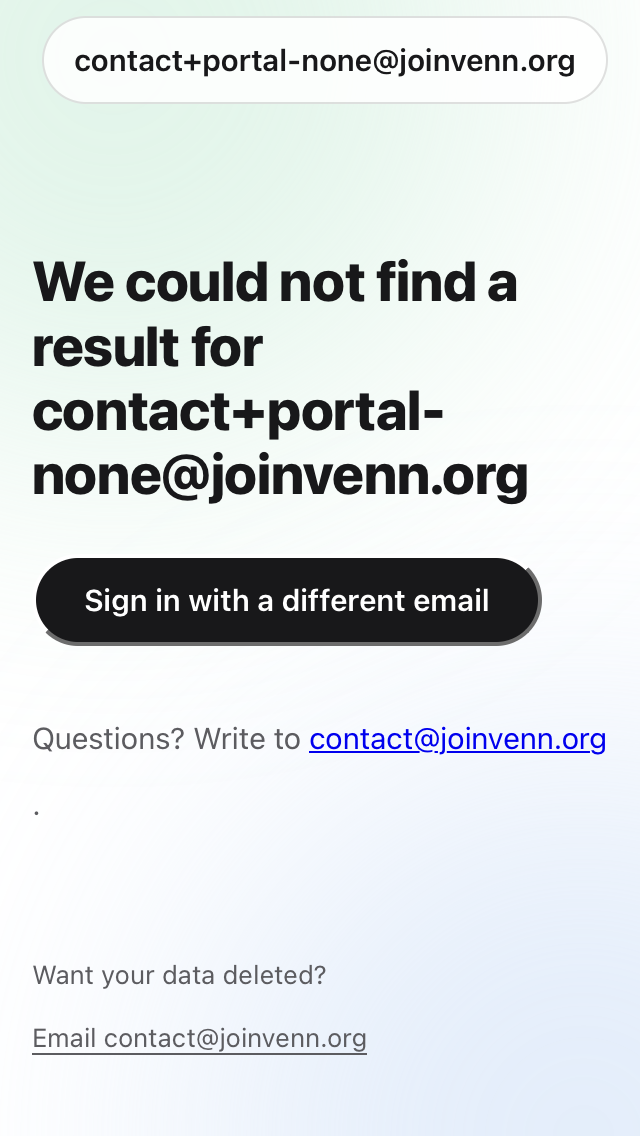 contact+portal-none@joinvenn.org
We could not find a
result for
contact+portal-
none@joinvenn.org
Sign in with a different email
Questions? Write to contact@joinvenn.org
.
Want your data deleted?
Email contact@joinvenn.org